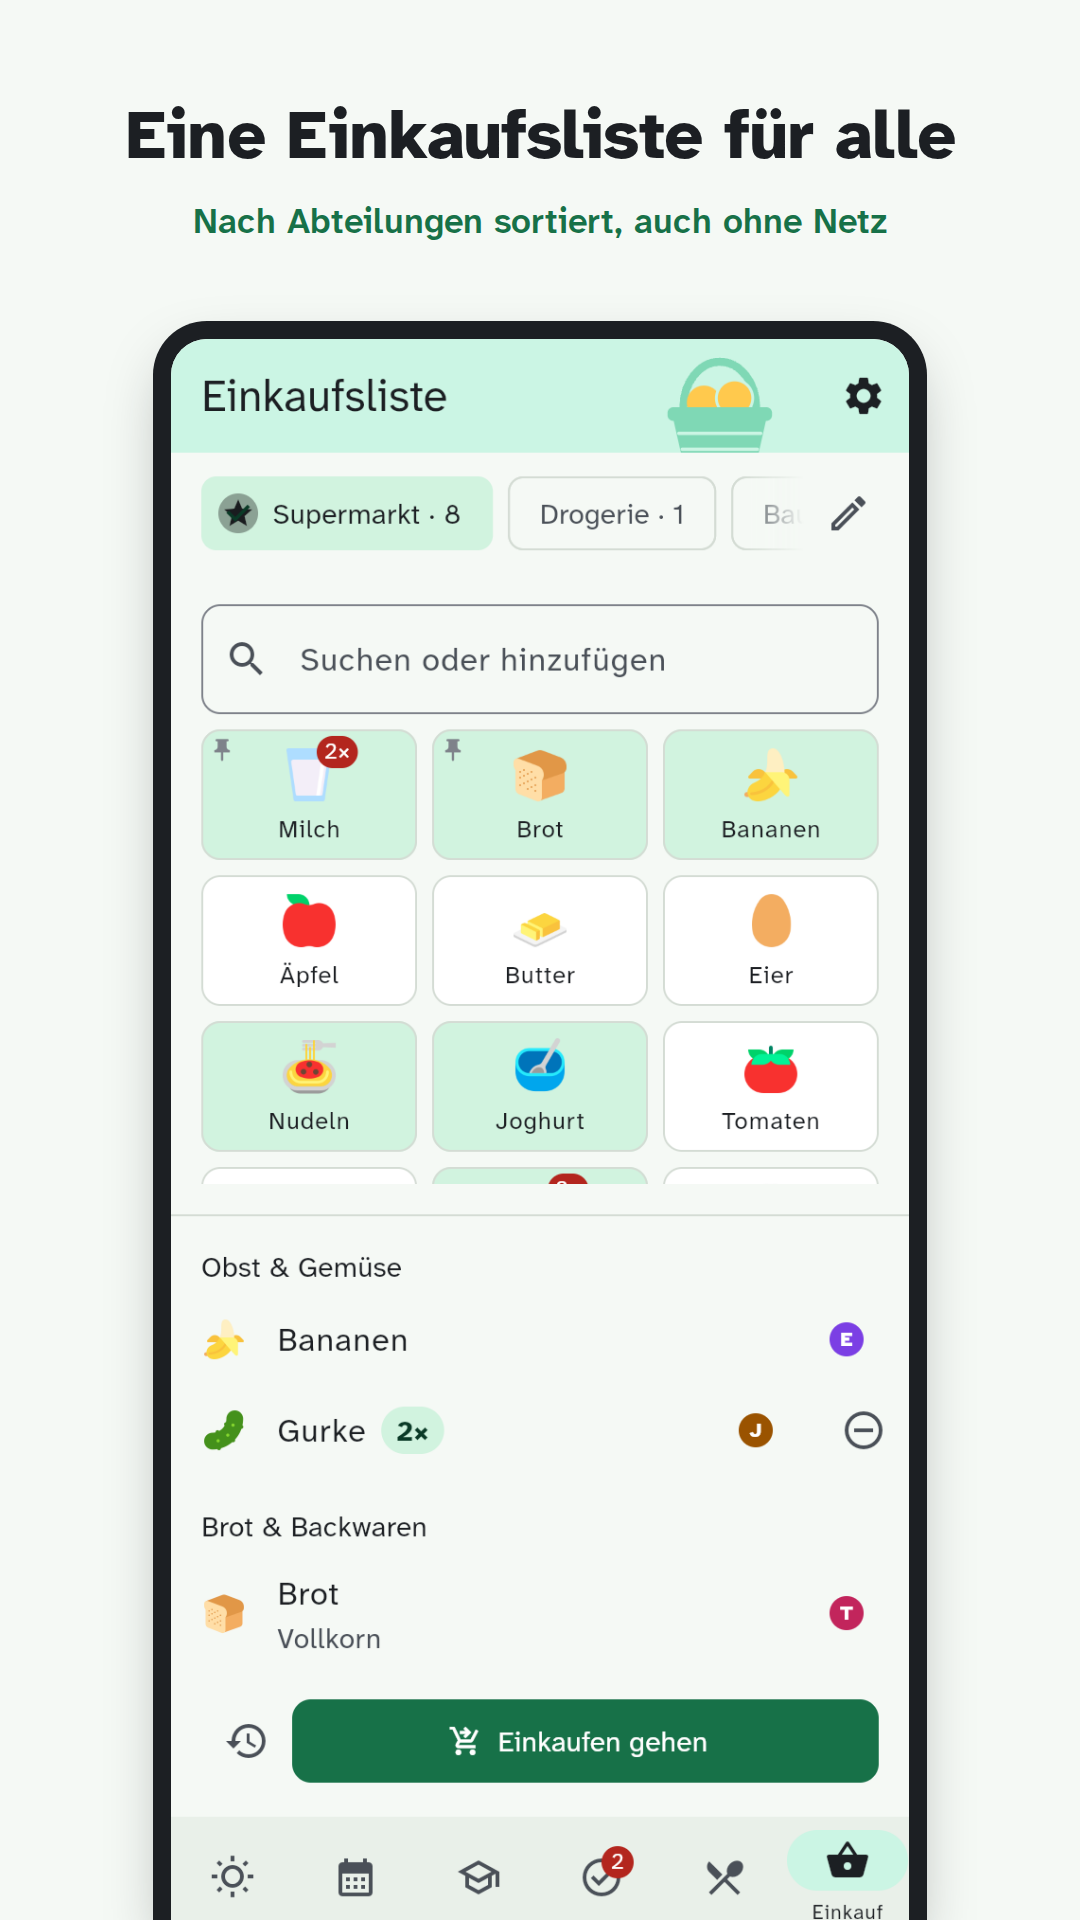 Eine Einkaufsliste für alle
Nach Abteilungen sortiert, auch ohne Netz
Einkaufsliste
Supermarkt · 8
Drogerie · 1
Suchen oder hinzufügen
2×
Milch
Brot
Bananen
Äpfel
Butter
Eier
Nudeln
Joghurt
Tomaten
Obst & Gemüse
Bananen
E
Gurke 2×
J
Brot & Backwaren
Brot
T
Vollkorn
Einkaufen gehen
2
Einkauf